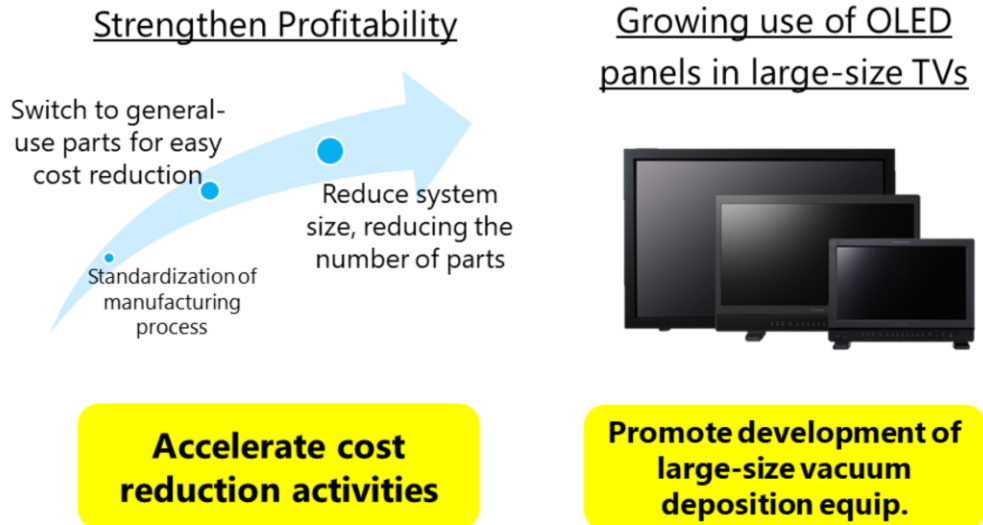 Strengthen Profitability
Switch to general-
use parts for easy
cost reduction
Reduce system
size, reducing the
number of parts
Standardization of
manufacturing
process
Accelerate cost
reduction activities
Growing use of OLED
panels in large-size TVs
Promote development of
large-size vacuum
deposition equip.